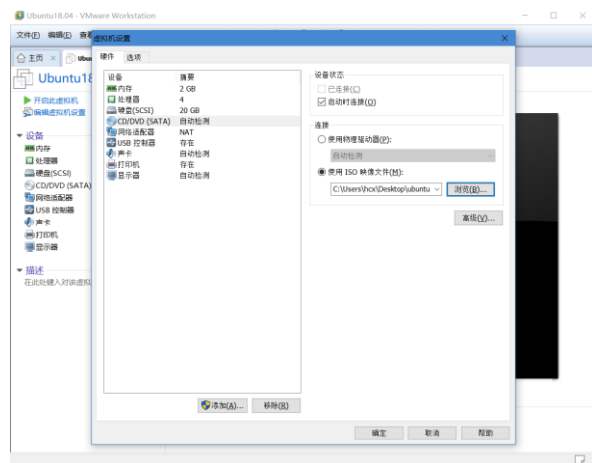 Ubuntu18.04 - VMware Workstation
文件(F) 编辑(E) 查看
虚拟机设置
主页 Ubu
硬件 选项
Ubuntu18
开启此虚拟机
编辑虚拟机设置
设备
内存
处理器
硬盘(SCSI)
CD/DVD (SATA)
网络适配器
USB 控制器
声卡
打印机
显示器
描述
在此处键入对该虚拟
设备 摘要
内存 2 GB
处理器 4
硬盘(SCSI) 20 GB
CD/DVD (SATA) 自动检测
网络适配器 NAT
USB 控制器 存在
声卡 自动检测
打印机 存在
显示器 自动检测
添加(A)... 移除(R)
设备状态
已连接(C)
启动时连接(O)
连接
使用物理驱动器(P):
自动检测
使用 ISO 映像文件(M):
C:\Users\hcx\Desktop\ubuntu 浏览(B)...
高级(V)...
确定 取消 帮助